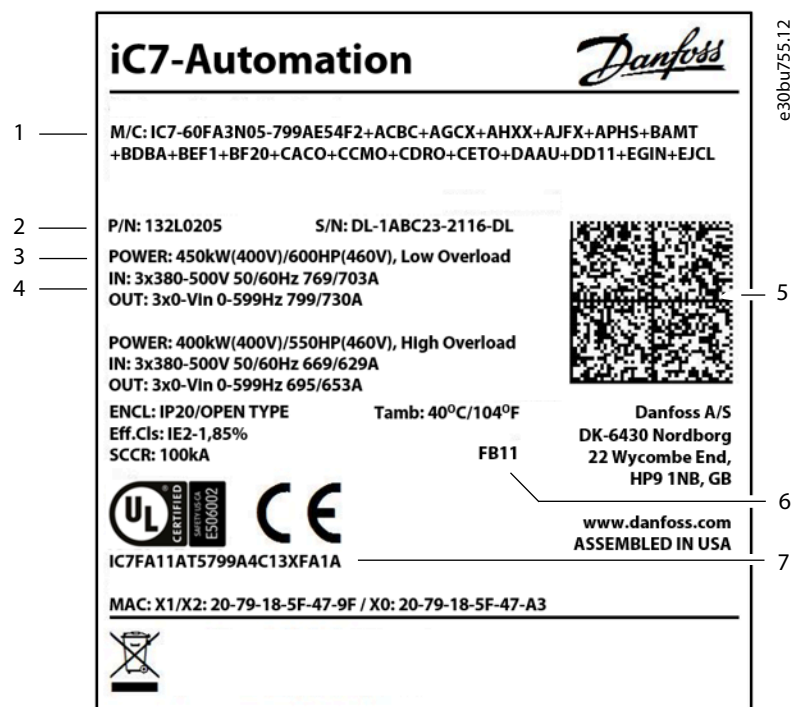 iC7-Automation
Danfoss
e30bu755.12
1
M/C: IC7-60FA3N05-799AE54F2+ACBC+AGCX+AHXX+AJFX+APHS+BAMT
+BDBA+BEF1+BF20+CACO+CCMO+CDRO+CETO+DAAU+DD11+EGIN+EJCL
2
P/N: 132L0205 S/N: DL-1ABC23-2116-DL
3
POWER: 450kW(400V)/600HP(460V), Low Overload
4
IN: 3x380-500V 50/60Hz 769/703A
OUT: 3x0-Vin 0-599Hz 799/730A
5
POWER: 400kW(400V)/550HP(460V), High Overload
IN: 3x380-500V 50/60Hz 669/629A
OUT: 3x0-Vin 0-599Hz 695/653A
ENCL: IP20/OPEN TYPE Tamb: 40⁰C/104⁰F
Eff.Cls: IE2-1,85%
SCCR: 100kA FB11
Danfoss A/S
DK-6430 Nordborg
22 Wycombe End,
HP9 1NB, GB
6
UL ®
CERTIFIED
SAFETY US-CA
E506002
CE
www.danfoss.com
ASSEMBLED IN USA
IC7FA11AT5799A4C13XFA1A
7
MAC: X1/X2: 20-79-18-5F-47-9F / X0: 20-79-18-5F-47-A3